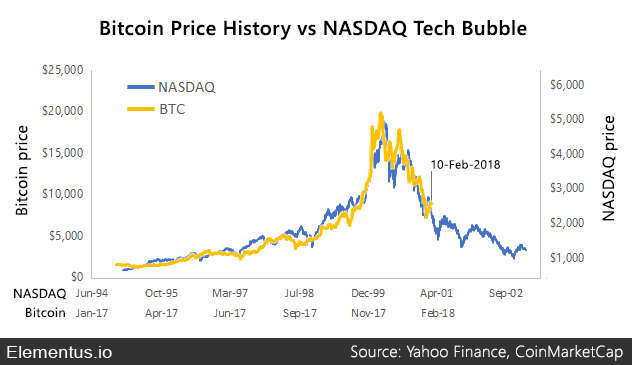 Bitcoin Price History vs NASDAQ Tech Bubble
$25,000
$20,000
$15,000
$10,000
$5,000
$0
Bitcoin price
NASDAQ
BTC
10-Feb-2018
$6,000
$5,000
$4,000
$3,000
$2,000
$1,000
NASDAQ price
NASDAQ Jun-94 Oct-95 Mar-97 Jul-98 Dec-99 Apr-01 Sep-02
Bitcoin Jan-17 Apr-17 Jun-17 Sep-17 Nov-17 Feb-18
Elementus.io Source: Yahoo Finance, CoinMarketCap